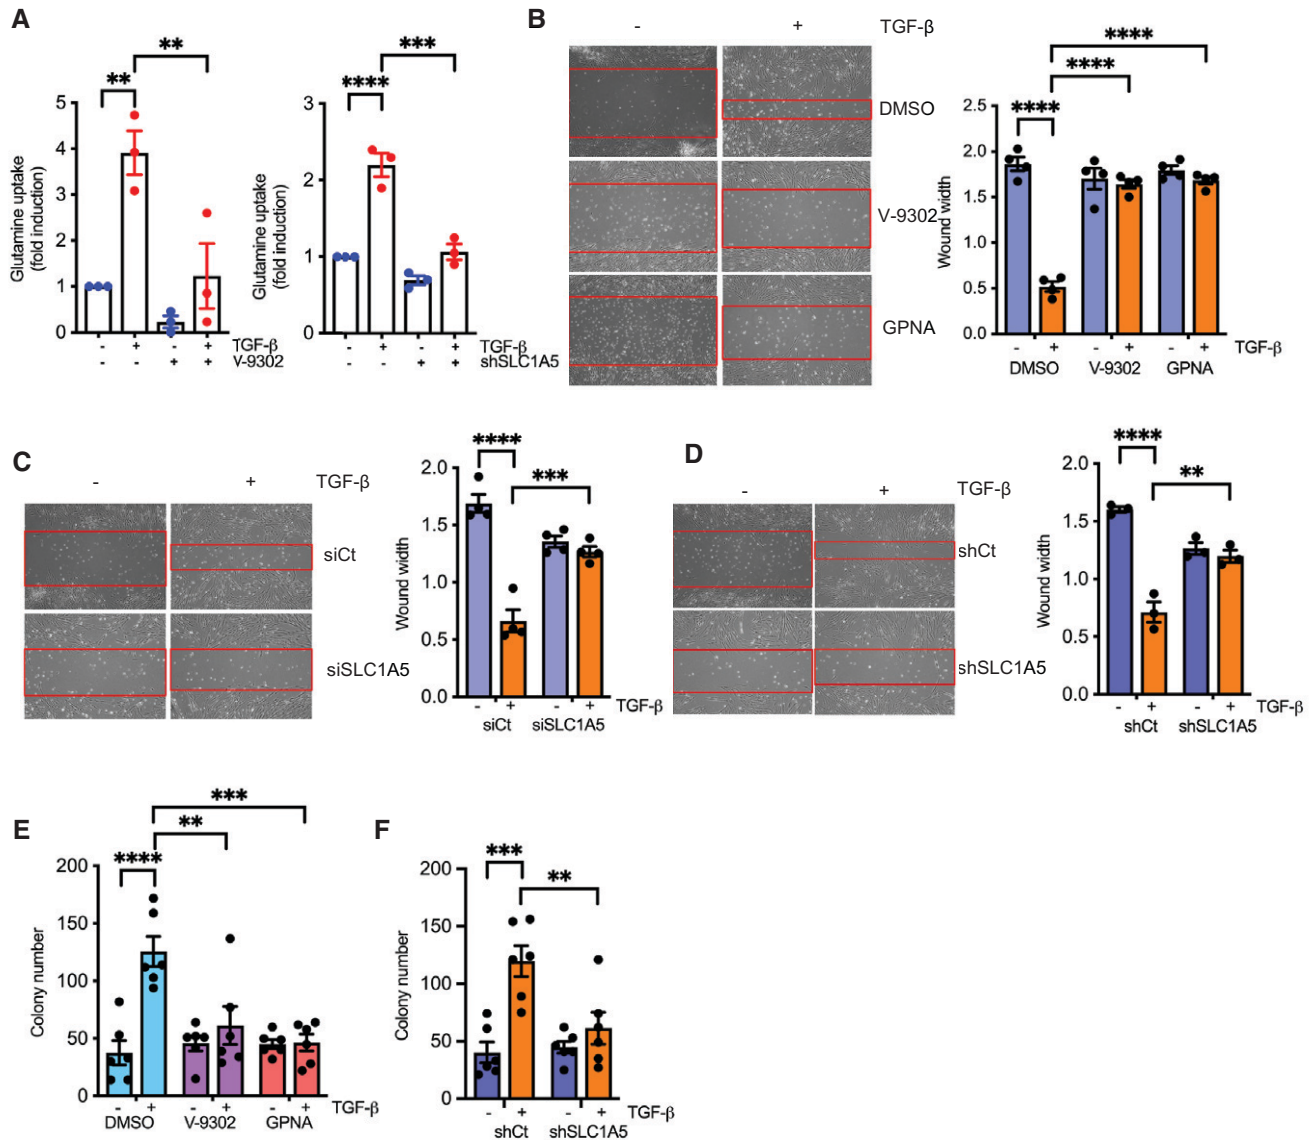 A
Glutamine uptake
(fold induction)
5
4
3
2
1
0
** **
- + - + TGF-β
- - + + V-9302
Glutamine uptake
(fold induction)
3
2
1
0
**** ***
- + - + TGF-β
- - + + shSLC1A5
B
- + TGF-β
DMSO
V-9302
GPNA
Wound width
2.5
2.0
1.5
1.0
0.5
0.0
****
****
****
- + - + - + TGF-β
DMSO V-9302 GPNA
C
- + TGF-β
siCt
siSLC1A5
Wound width
2.0
1.5
1.0
0.5
0.0
****
***
- + - + TGF-β
siCt siSLC1A5
D
- + TGF-β
shCt
shSLC1A5
Wound width
2.0
1.5
1.0
0.5
0.0
****
**
- + - + TGF-β
shCt shSLC1A5
E
Colony number
200
150
100
50
0
***
**
****
- + - + - + TGF-β
DMSO V-9302 GPNA
F
Colony number
200
150
100
50
0
***
**
- + - + TGF-β
shCt shSLC1A5